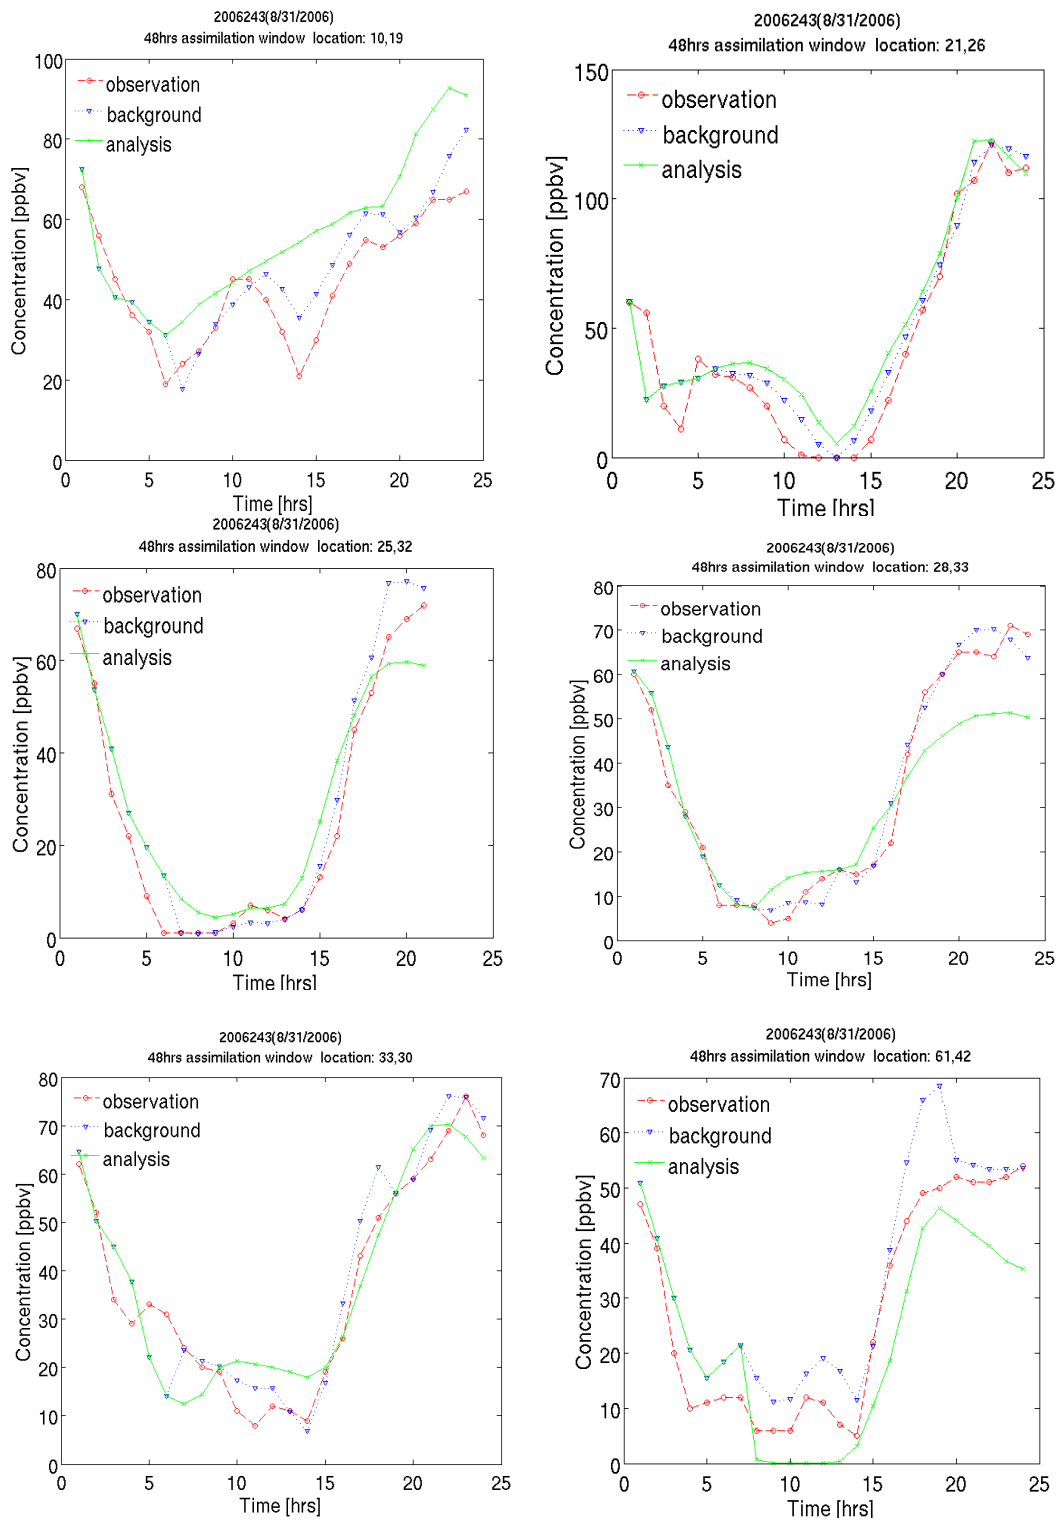 2006243(8/31/2006)
48hrs assimilation window location: 10,19
100
80
60
40
20
0
0 5 10 15 20 25
Concentration [ppbv]
Time [hrs]
observation
background
analysis
2006243(8/31/2006)
48hrs assimilation window location: 21,26
150
100
50
0
0 5 10 15 20 25
Concentration [ppbv]
Time [hrs]
observation
background
analysis
2006243(8/31/2006)
48hrs assimilation window location: 25,32
80
60
40
20
0
0 5 10 15 20 25
Concentration [ppbv]
Time [hrs]
observation
background
analysis
2006243(8/31/2006)
48hrs assimilation window location: 28,33
80
70
60
50
40
30
20
10
0
0 5 10 15 20 25
Concentration [ppbv]
Time [hrs]
observation
background
analysis
2006243(8/31/2006)
48hrs assimilation window location: 33,30
80
70
60
50
40
30
20
10
0
0 5 10 15 20 25
Concentration [ppbv]
Time [hrs]
observation
background
analysis
2006243(8/31/2006)
48hrs assimilation window location: 61,42
70
60
50
40
30
20
10
0
0 5 10 15 20 25
Concentration [ppbv]
Time [hrs]
observation
background
analysis